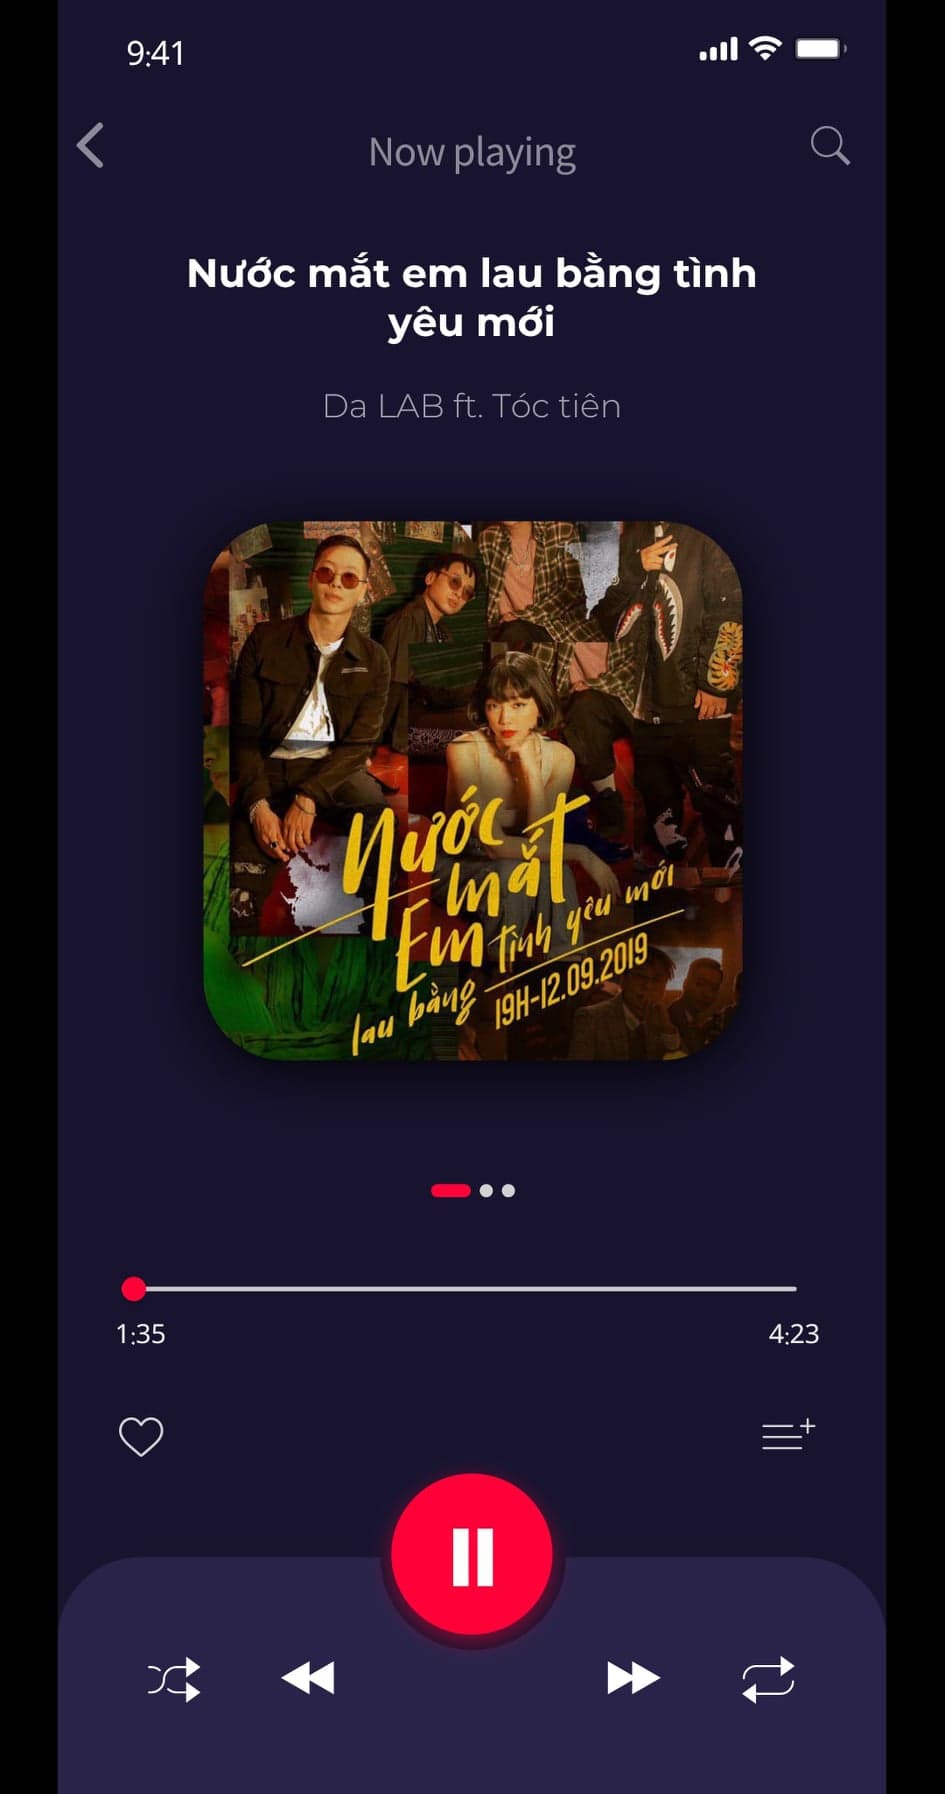 9:41
Now playing
Nước mắt em lau bằng tình
yêu mới
Da LAB ft. Tóc tiên
Nước
mắt
Em tình yêu mới
lau bằng 19H-12.09.2019
1:35 4:23